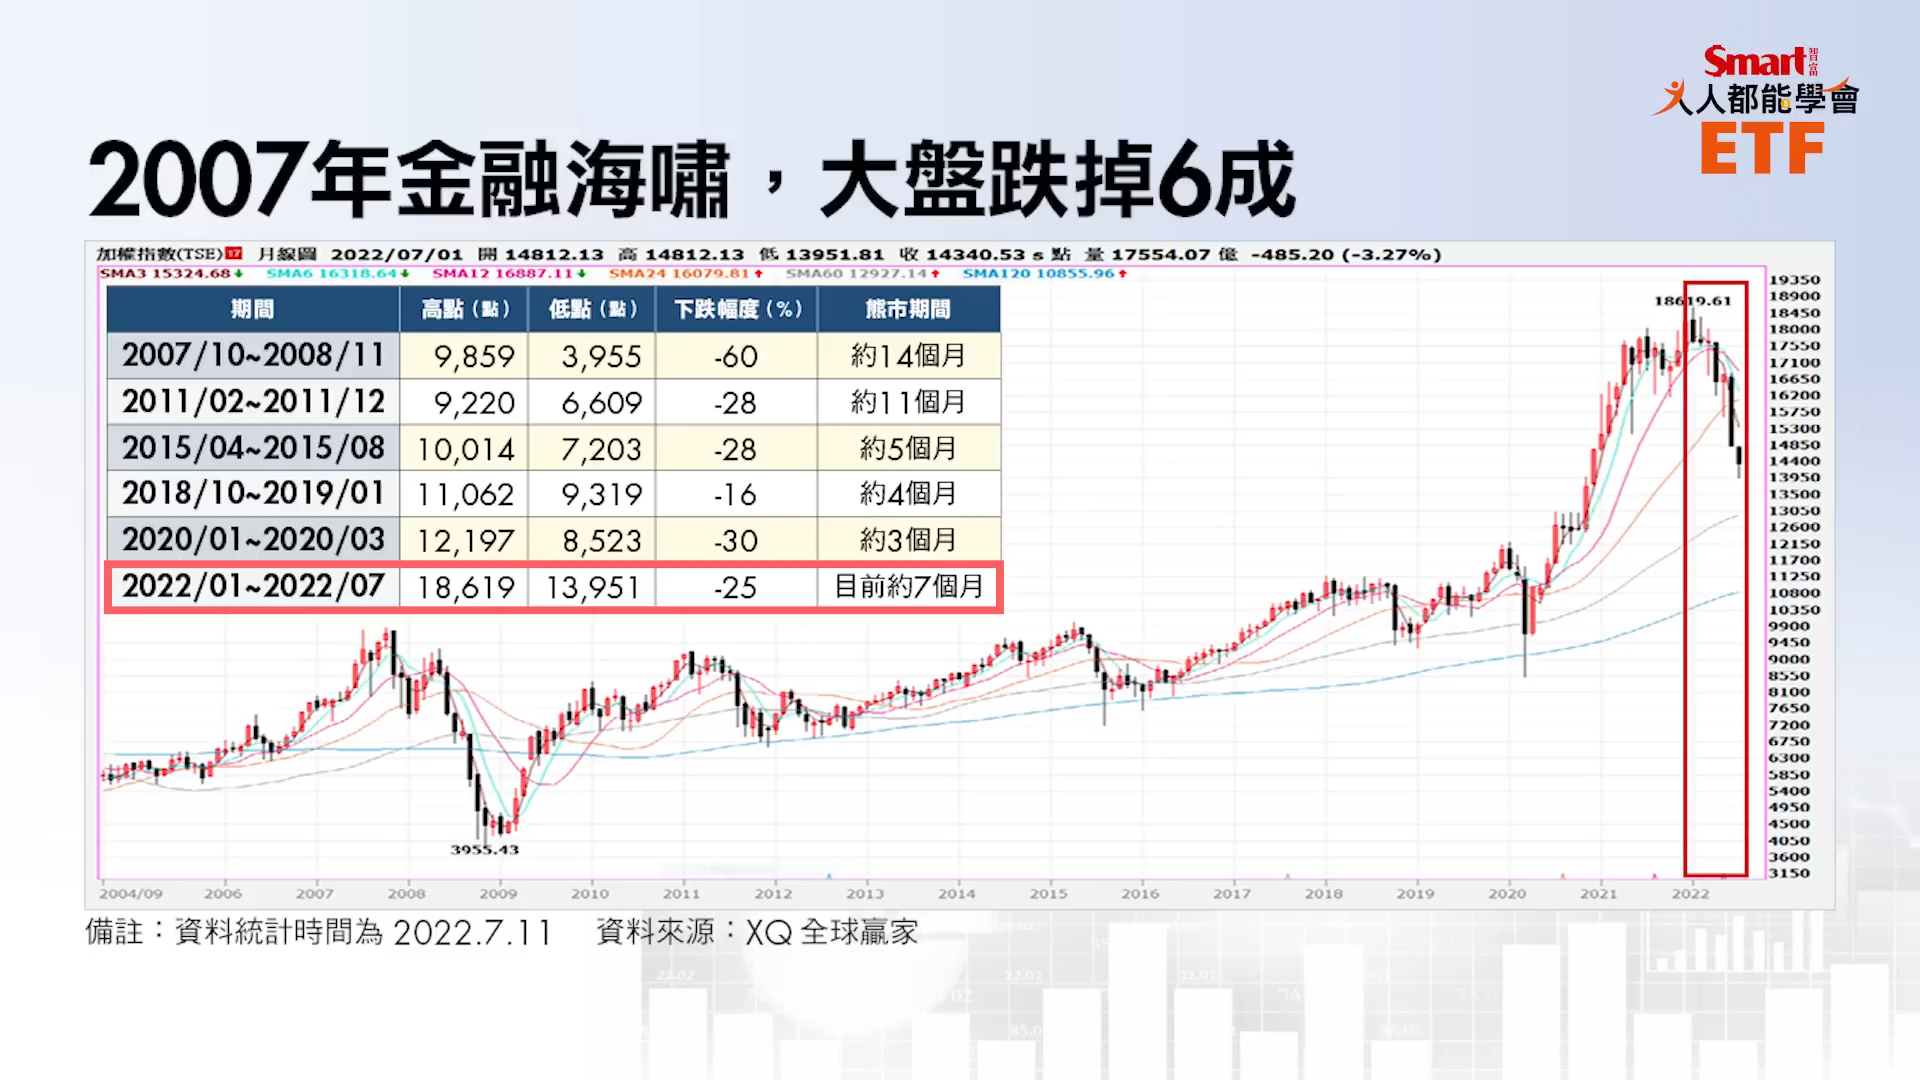 Smart智富
人人都能學會
ETF
2007年金融海嘯，大盤跌掉6成
加權指數(TSE) 月線圖 2022/07/01 開 14812.13 高 14812.13 低 13951.81 收 14340.53 s 點 量 17554.07 億 -485.20 (-3.27%)
SMA3 15324.68↓ SMA6 16318.64↓ SMA12 16887.11↓ SMA24 16079.81↑ SMA60 12927.14↑ SMA120 10855.96↑
期間 高點（點） 低點（點） 下跌幅度（%） 熊市期間
2007/10~2008/11 9,859 3,955 -60 約14個月
2011/02~2011/12 9,220 6,609 -28 約11個月
2015/04~2015/08 10,014 7,203 -28 約5個月
2018/10~2019/01 11,062 9,319 -16 約4個月
2020/01~2020/03 12,197 8,523 -30 約3個月
2022/01~2022/07 18,619 13,951 -25 目前約7個月
18619.61
3955.43
19350
18900
18450
18000
17550
17100
16650
16200
15750
15300
14850
14400
13950
13500
13050
12600
12150
11700
11250
10800
10350
9900
9450
9000
8550
8100
7650
7200
6750
6300
5850
5400
4950
4500
4050
3600
3150
2004/09 2006 2007 2008 2009 2010 2011 2012 2013 2014 2015 2016 2017 2018 2019 2020 2021 2022
備註：資料統計時間為 2022.7.11 資料來源：XQ 全球贏家